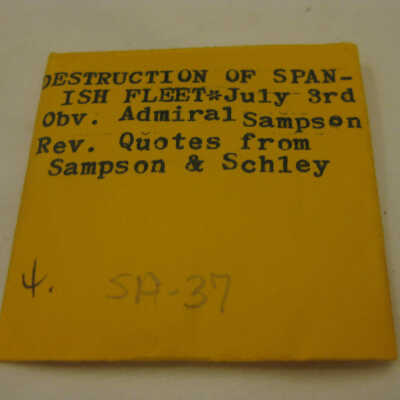 DESTRUCTION OF SPAN-
ISH FLEET*July 3rd
Obv. Admiral Sampson
Rev. Quotes from
Sampson & Schley
4. SA-37